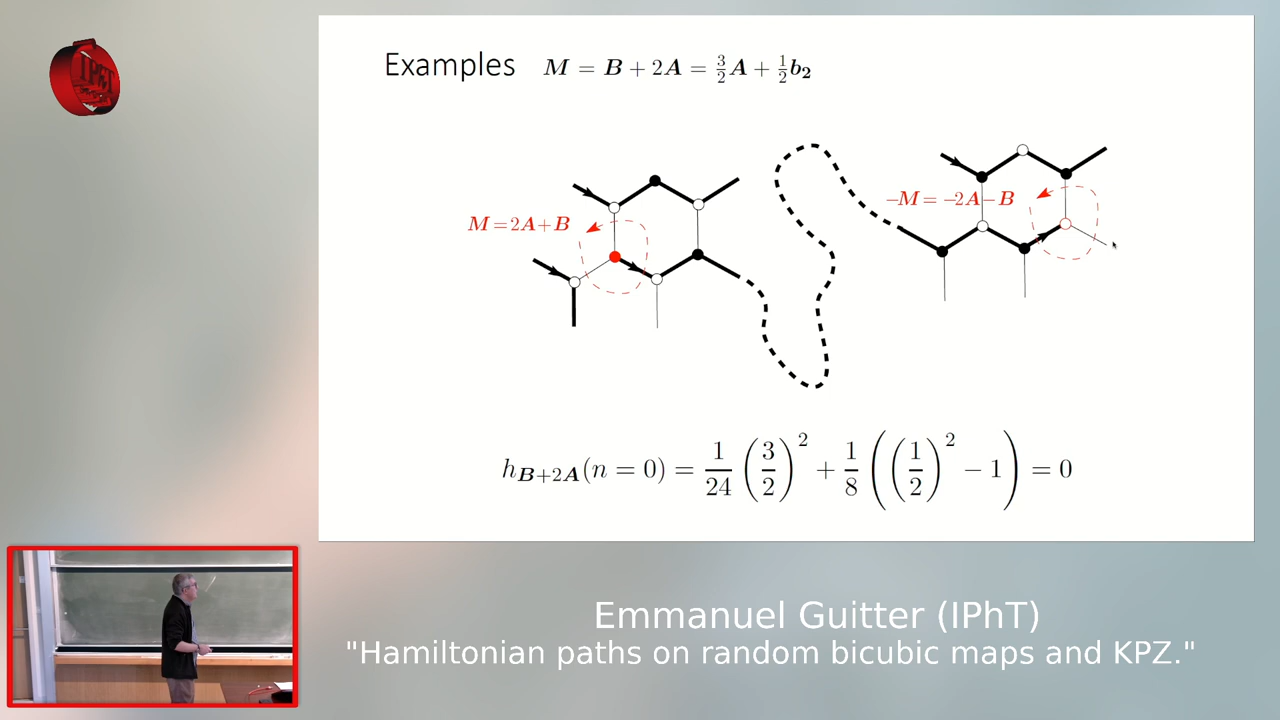 IPhT
Examples M = B + 2A = 3/2 A + 1/2 b₂
M = 2A+B
−M = −2A−B
h_{B+2A}(n = 0) = 1/24 (3/2)² + 1/8 ((1/2)² − 1) = 0
Emmanuel Guitter (IPhT)
"Hamiltonian paths on random bicubic maps and KPZ."